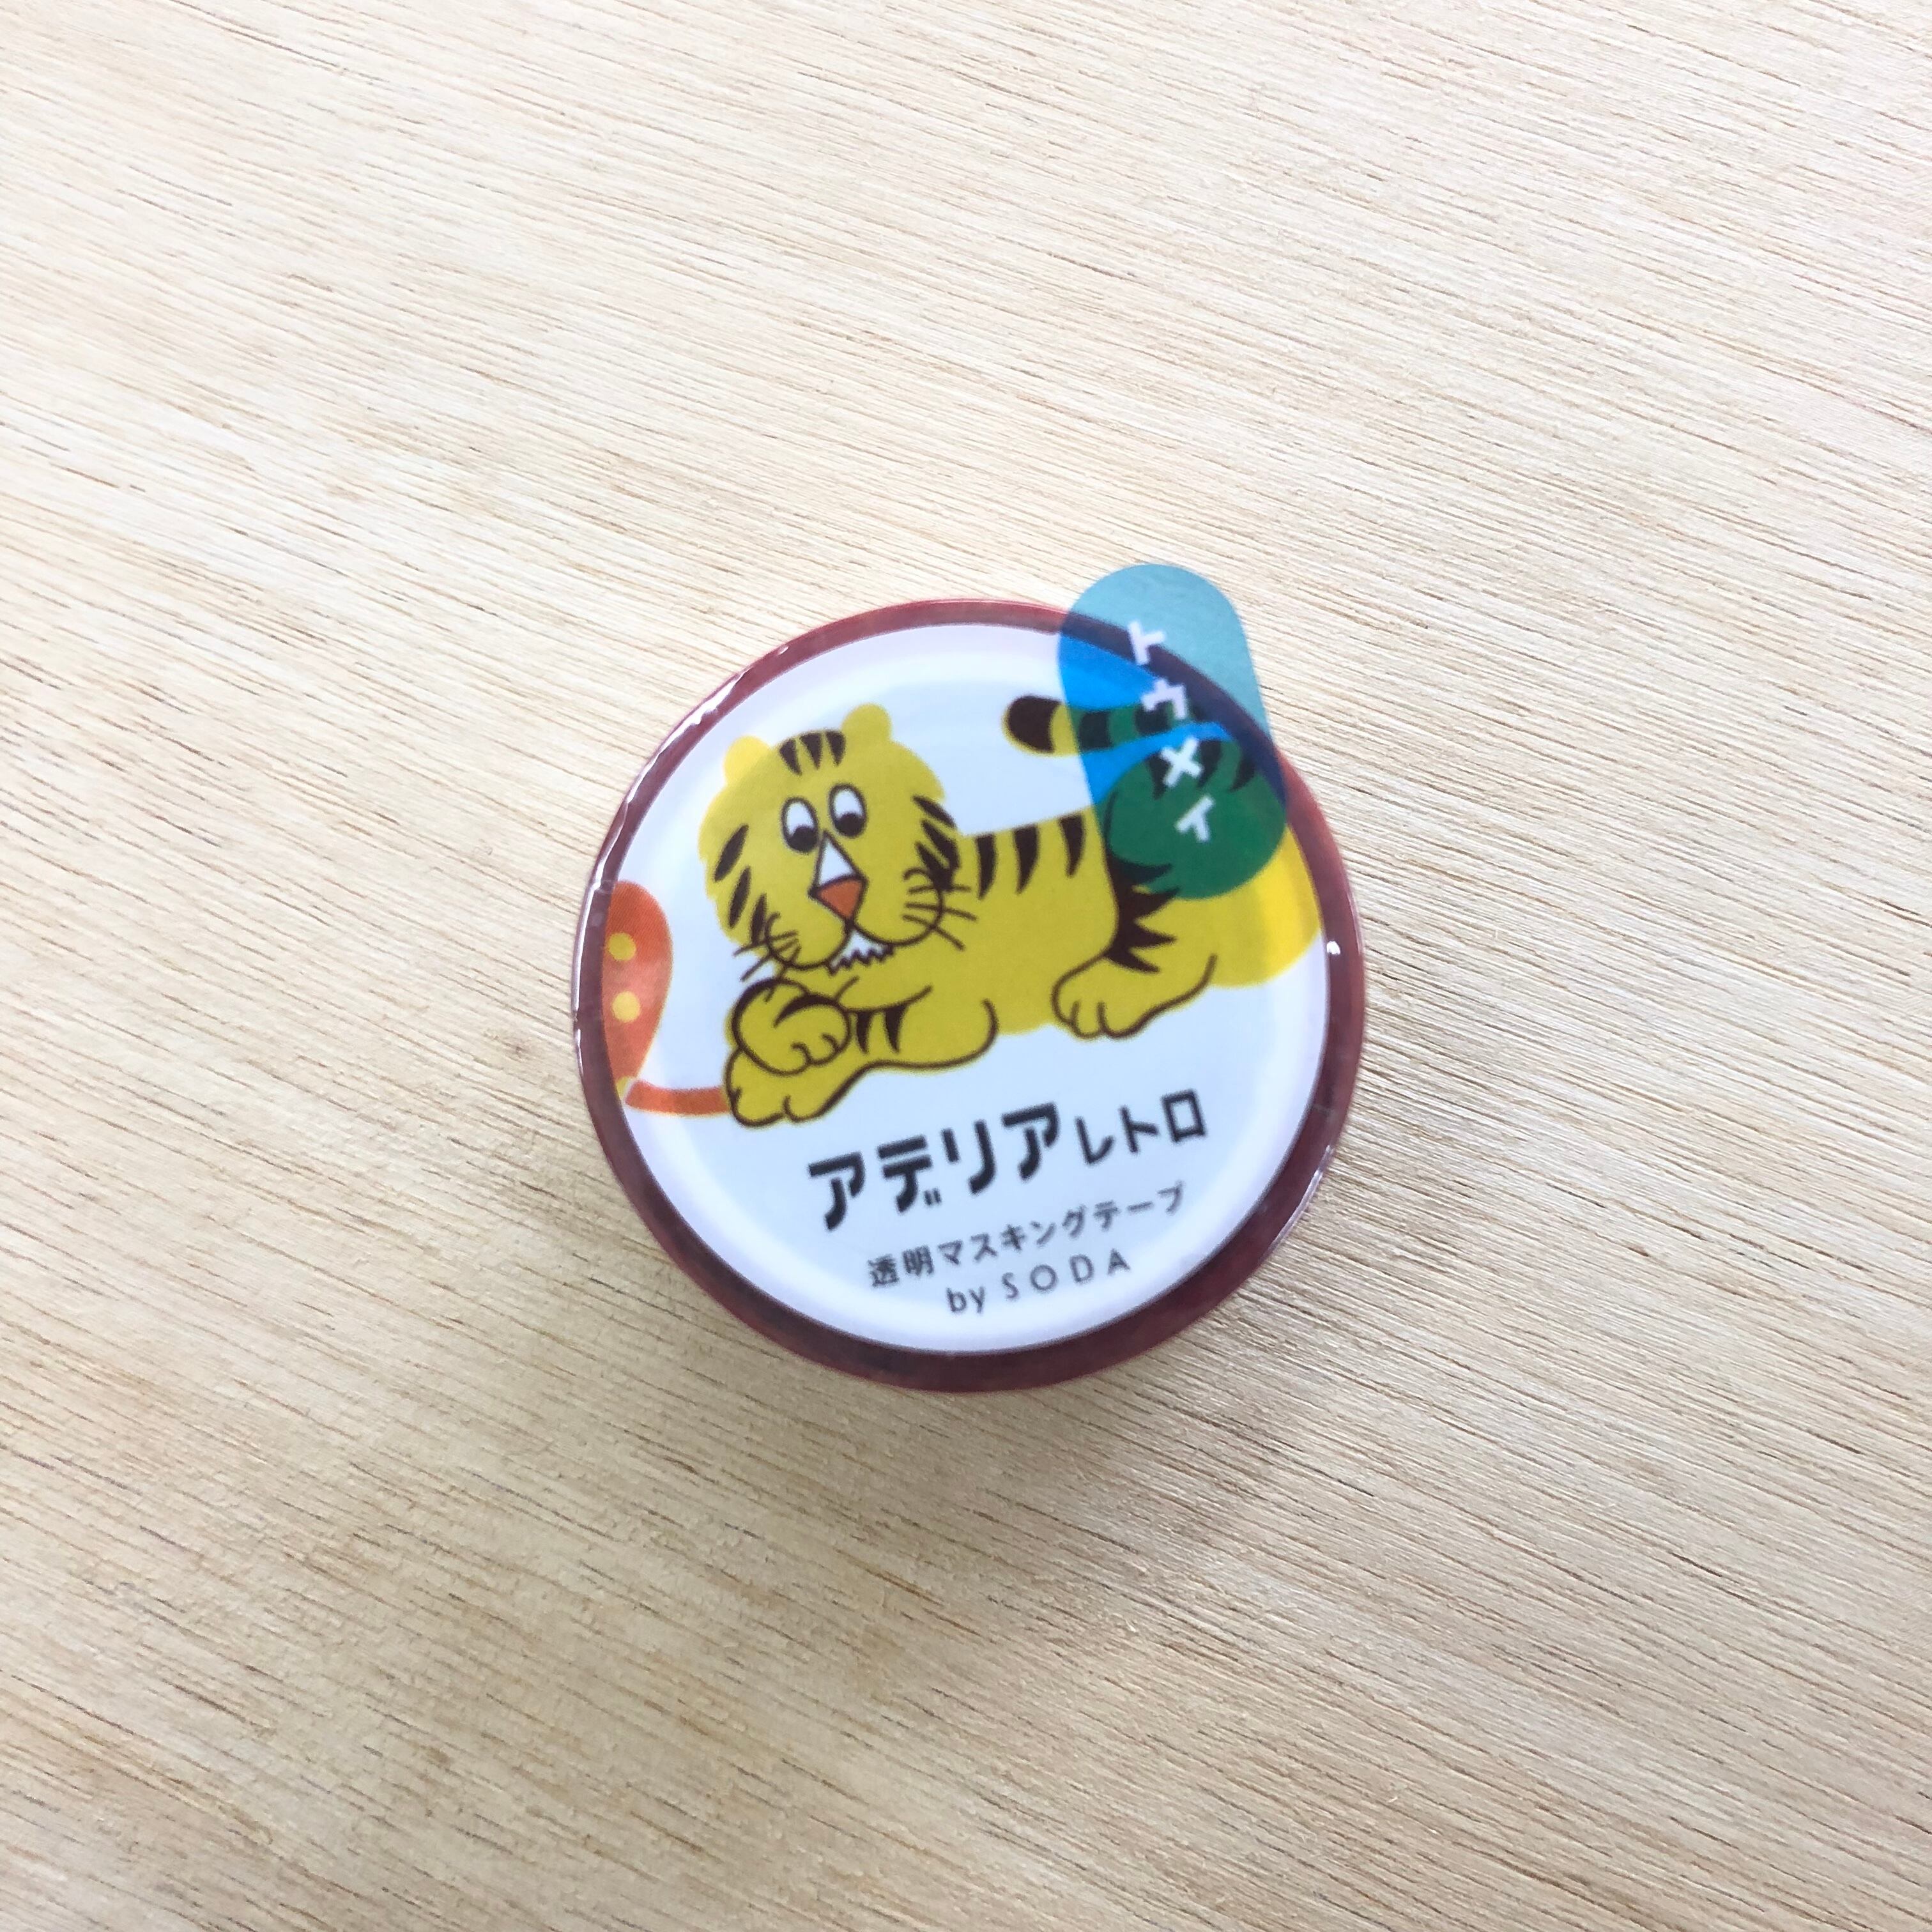 トウメイ
アデリアレトロ
透明マスキングテープ
by SODA